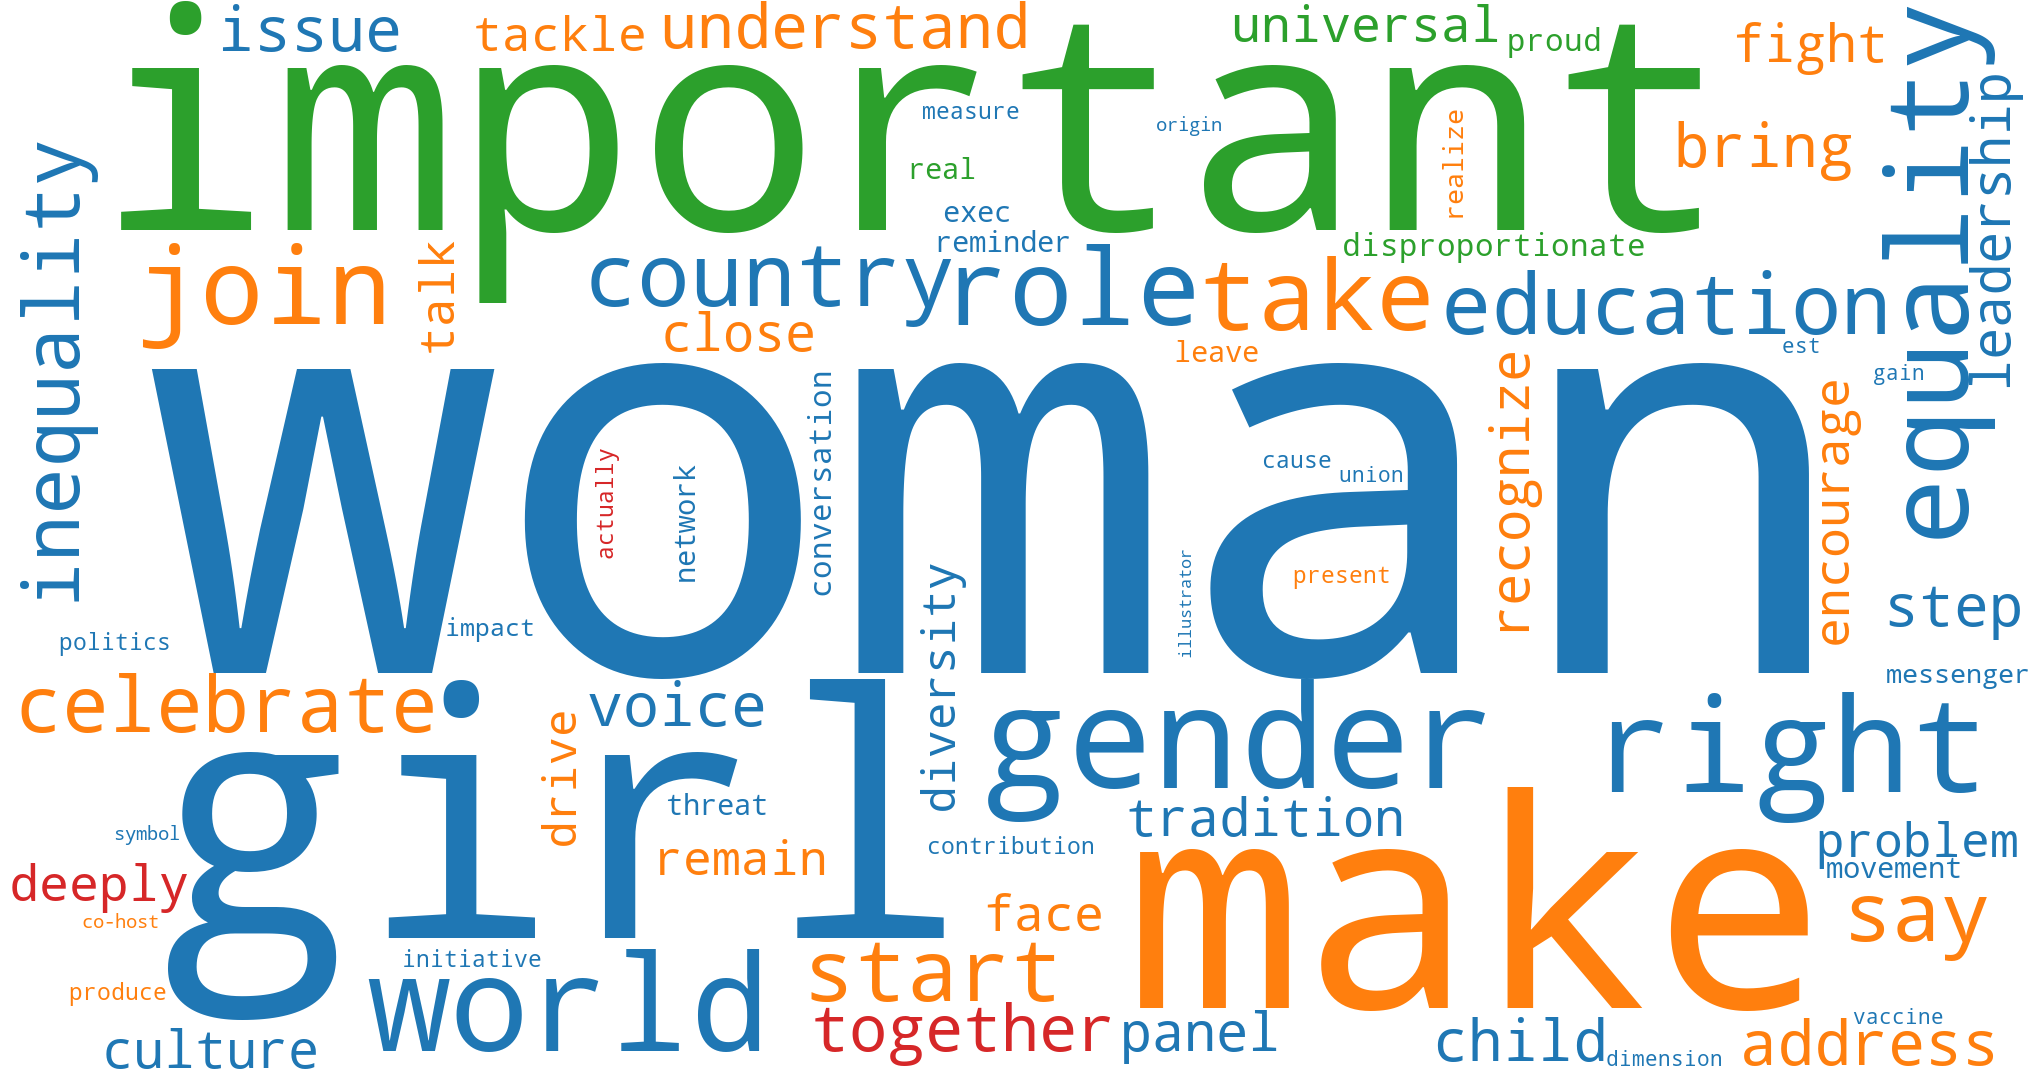 issue
tackle
understand
universal
proud
fight
important
equality
leadership
measure
origin
realize
bring
inequality
real
exec
reminder
disproportionate
join
talk
country
role
take
education
close
leave
est
gain
woman
conversation
recognize
encourage
actually
network
cause
union
present
illustrator
diversity
step
politics
impact
messenger
celebrate
girl
voice
gender
right
drive
threat
tradition
make
symbol
contribution
problem
movement
deeply
remain
face
say
co-host
initiative
world
start
produce
together
panel
child
vaccine
address
culture
dimension